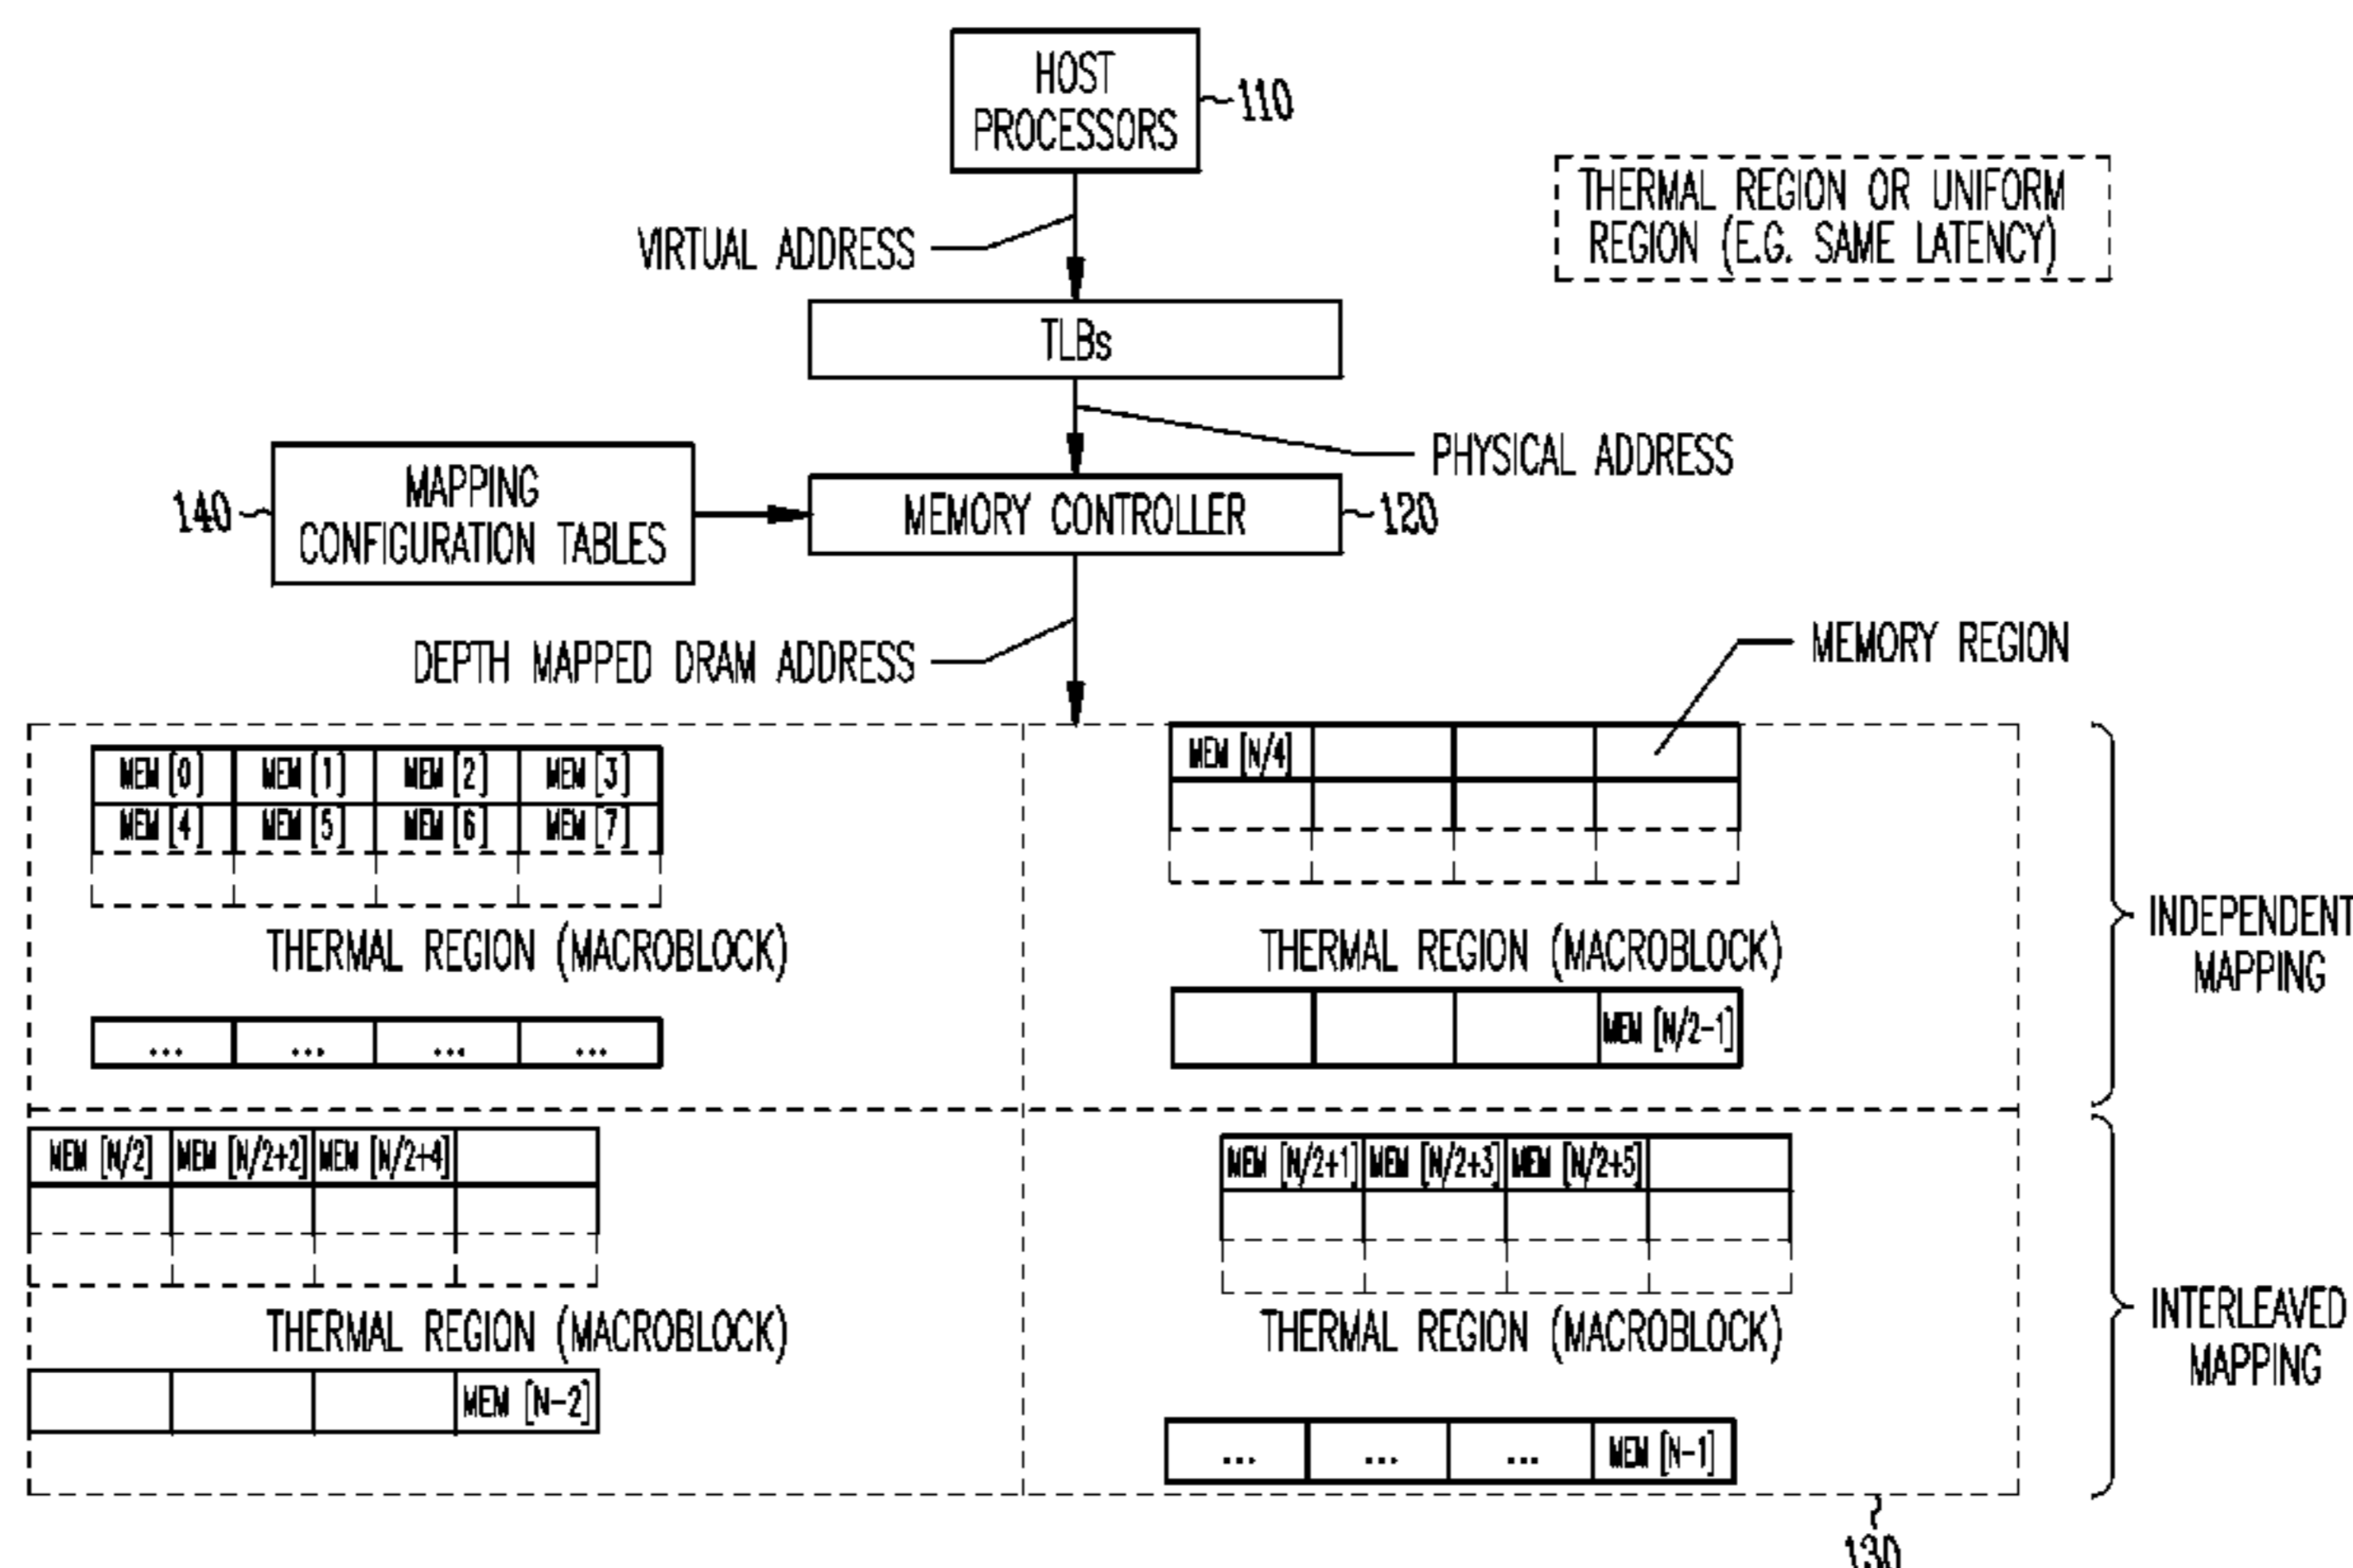 HOST
PROCESSORS
110
THERMAL REGION OR UNIFORM
REGION (E.G. SAME LATENCY)
VIRTUAL ADDRESS
TLBs
PHYSICAL ADDRESS
140
MAPPING
CONFIGURATION TABLES
MEMORY CONTROLLER
120
DEPTH MAPPED DRAM ADDRESS
MEMORY REGION
MEM [0] MEM [1] MEM [2] MEM [3]
MEM [4] MEM [5] MEM [6] MEM [7]
THERMAL REGION (MACROBLOCK)
... ... ... ...
MEM [N/4]
THERMAL REGION (MACROBLOCK)
MEM [N/2-1]
INDEPENDENT
MAPPING
MEM [N/2] MEM [N/2+2] MEM [N/2+4]
THERMAL REGION (MACROBLOCK)
MEM [N-2]
MEM [N/2+1] MEM [N/2+3] MEM [N/2+5]
THERMAL REGION (MACROBLOCK)
... ... ... MEM [N-1]
INTERLEAVED
MAPPING
130